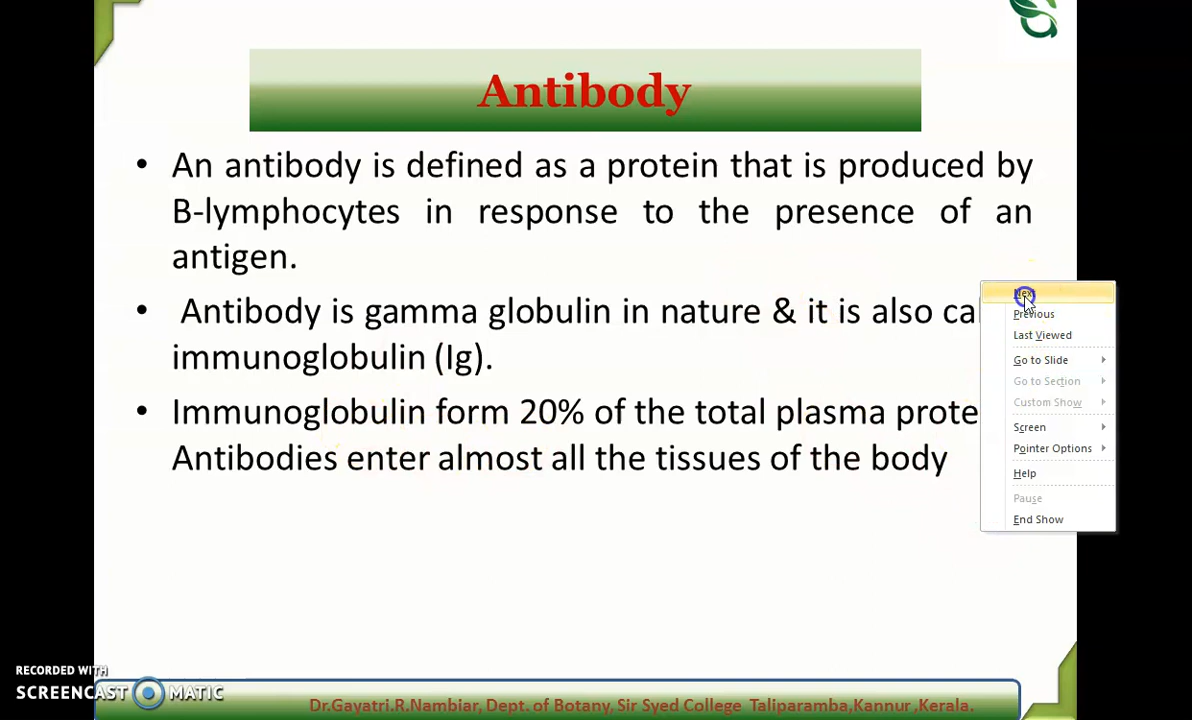 Antibody
• An antibody is defined as a protein that is produced by
B-lymphocytes in response to the presence of an
antigen.
• Antibody is gamma globulin in nature & it is also
immunoglobulin (Ig).
• Immunoglobulin form 20% of the total plasma
Antibodies enter almost all the tissues of the body
Next
Previous
Last Viewed
Go to Slide
Go to Section
Custom Show
Screen
Pointer Options
Help
Pause
End Show
RECORDED WITH
SCREENCAST MATIC
Dr.Gayatri.R.Nambiar, Dept. of Botany, Sir Syed College Taliparamba,Kannur ,Kerala.